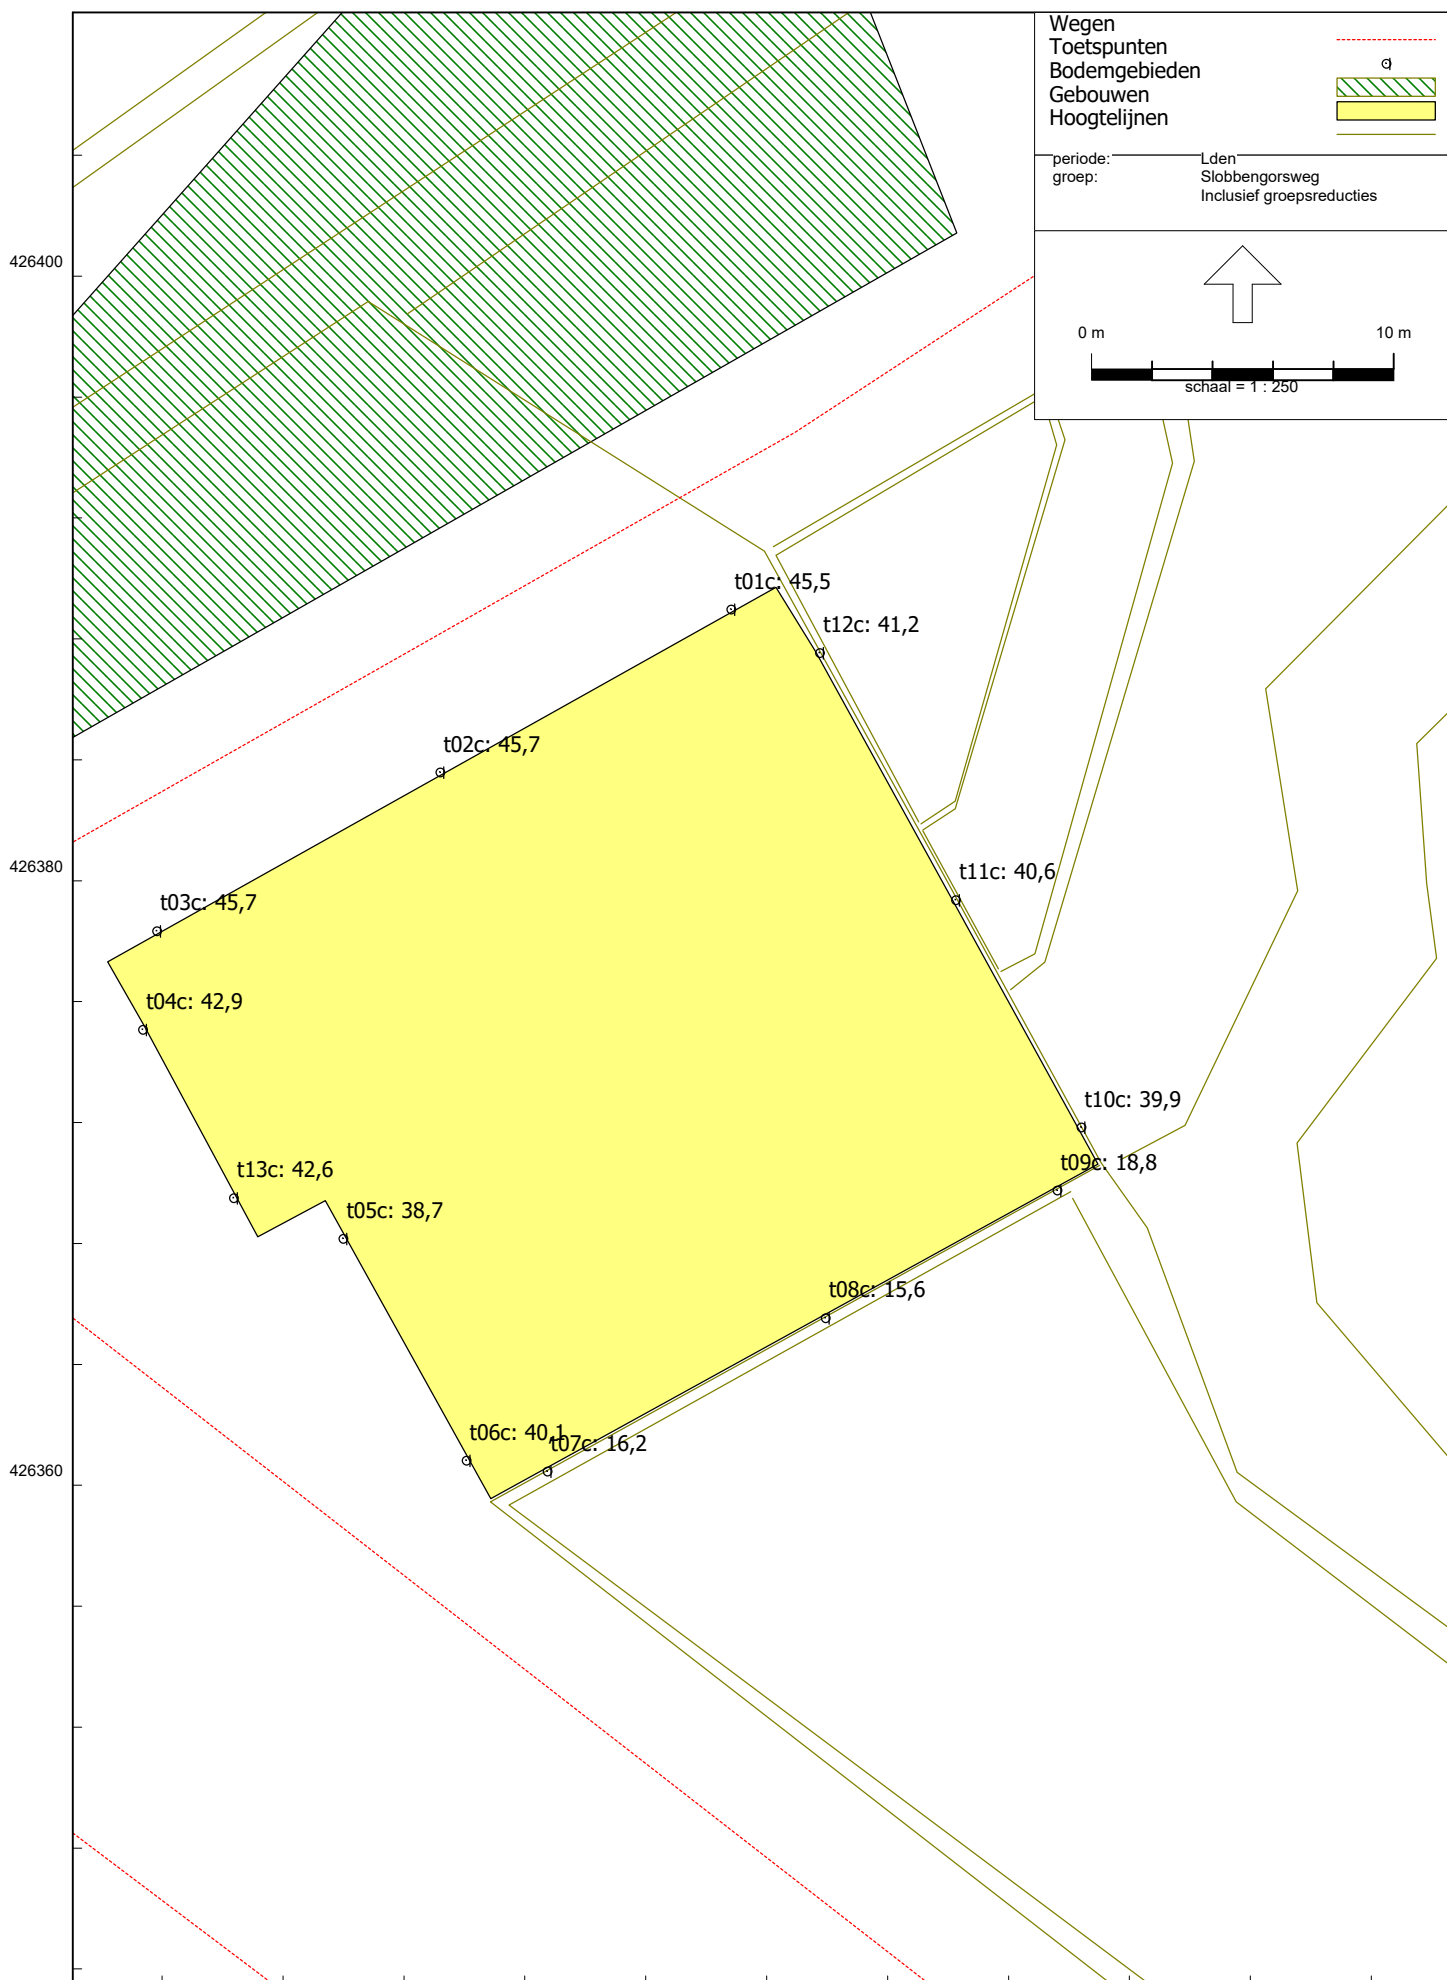 Wegen
Toetspunten
Bodemgebieden
Gebouwen
Hoogtelijnen
periode: Lden
groep: Slobbengorsweg
Inclusief groepsreducties
0 m 10 m
schaal = 1 : 250
426400
t01c: 45,5
t12c: 41,2
t02c: 45,7
426380
t11c: 40,6
t03c: 45,7
t04c: 42,9
t10c: 39,9
t09c: 18,8
t13c: 42,6
t05c: 38,7
t08c: 15,6
t06c: 40,1
t07c: 16,2
426360